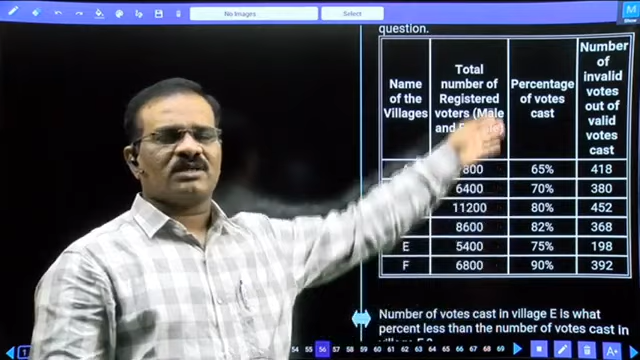 No Images
Select
M
question.
Name of the Villages
Total number of Registered voters (Male and
Percentage of votes cast
Number of invalid votes out of valid votes cast
65% 418
6400 70% 380
11200 80% 452
8600 82% 368
E 5400 75% 198
F 6800 90% 392
Number of votes cast in village E is what
percent less than the number of votes cast in
1
54 55 56 57 58 59 60 61 62 63 64 65 66 67 68 69
A+